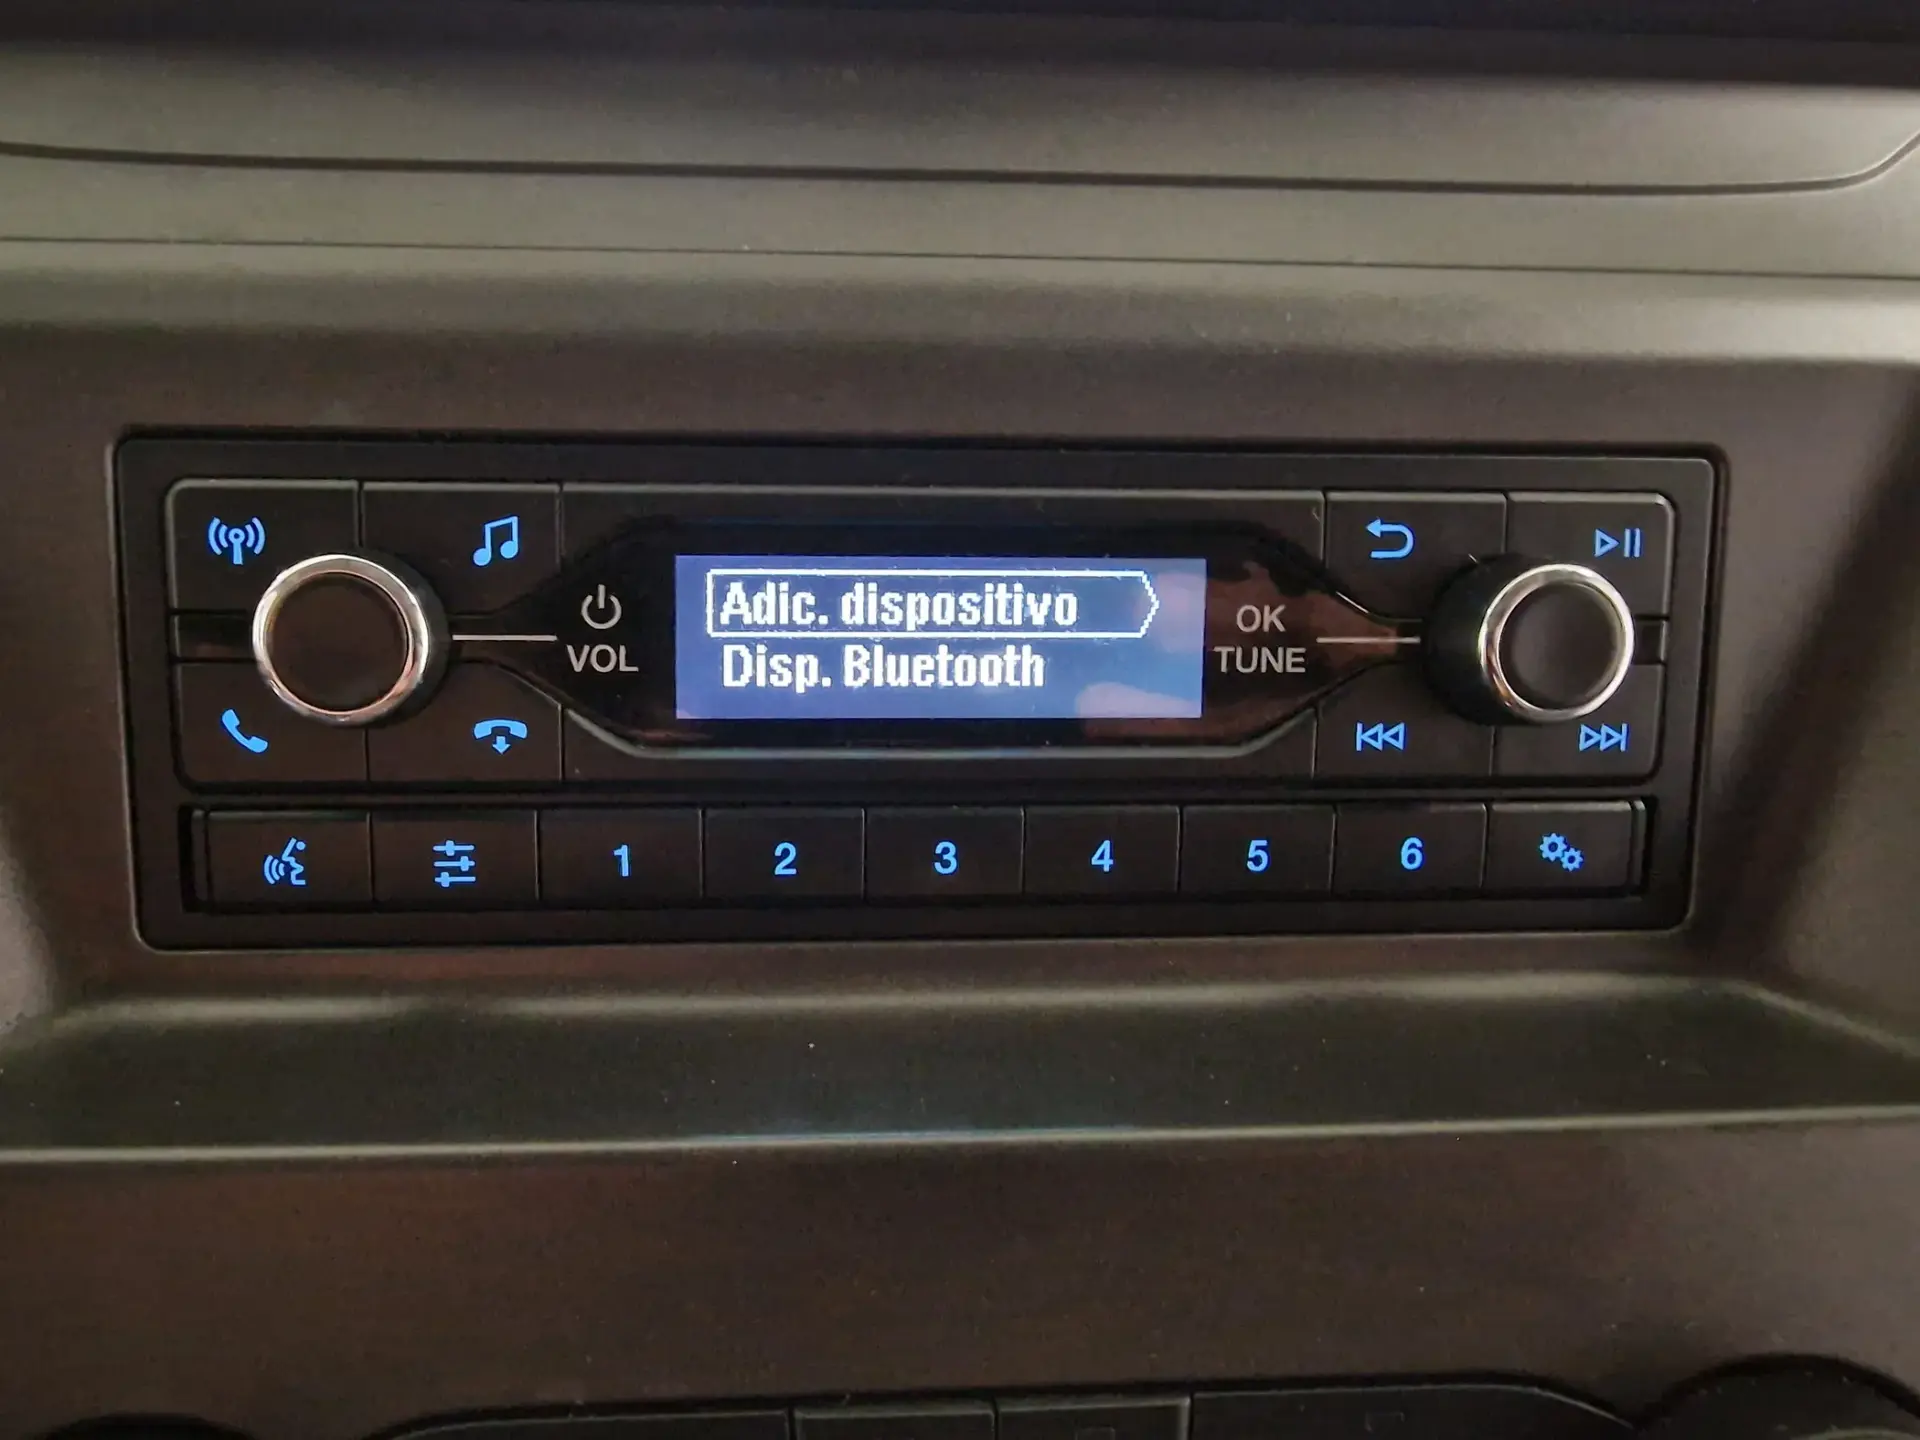 Adic. dispositivo
Disp. Bluetooth
VOL
OK
TUNE
1 2 3 4 5 6